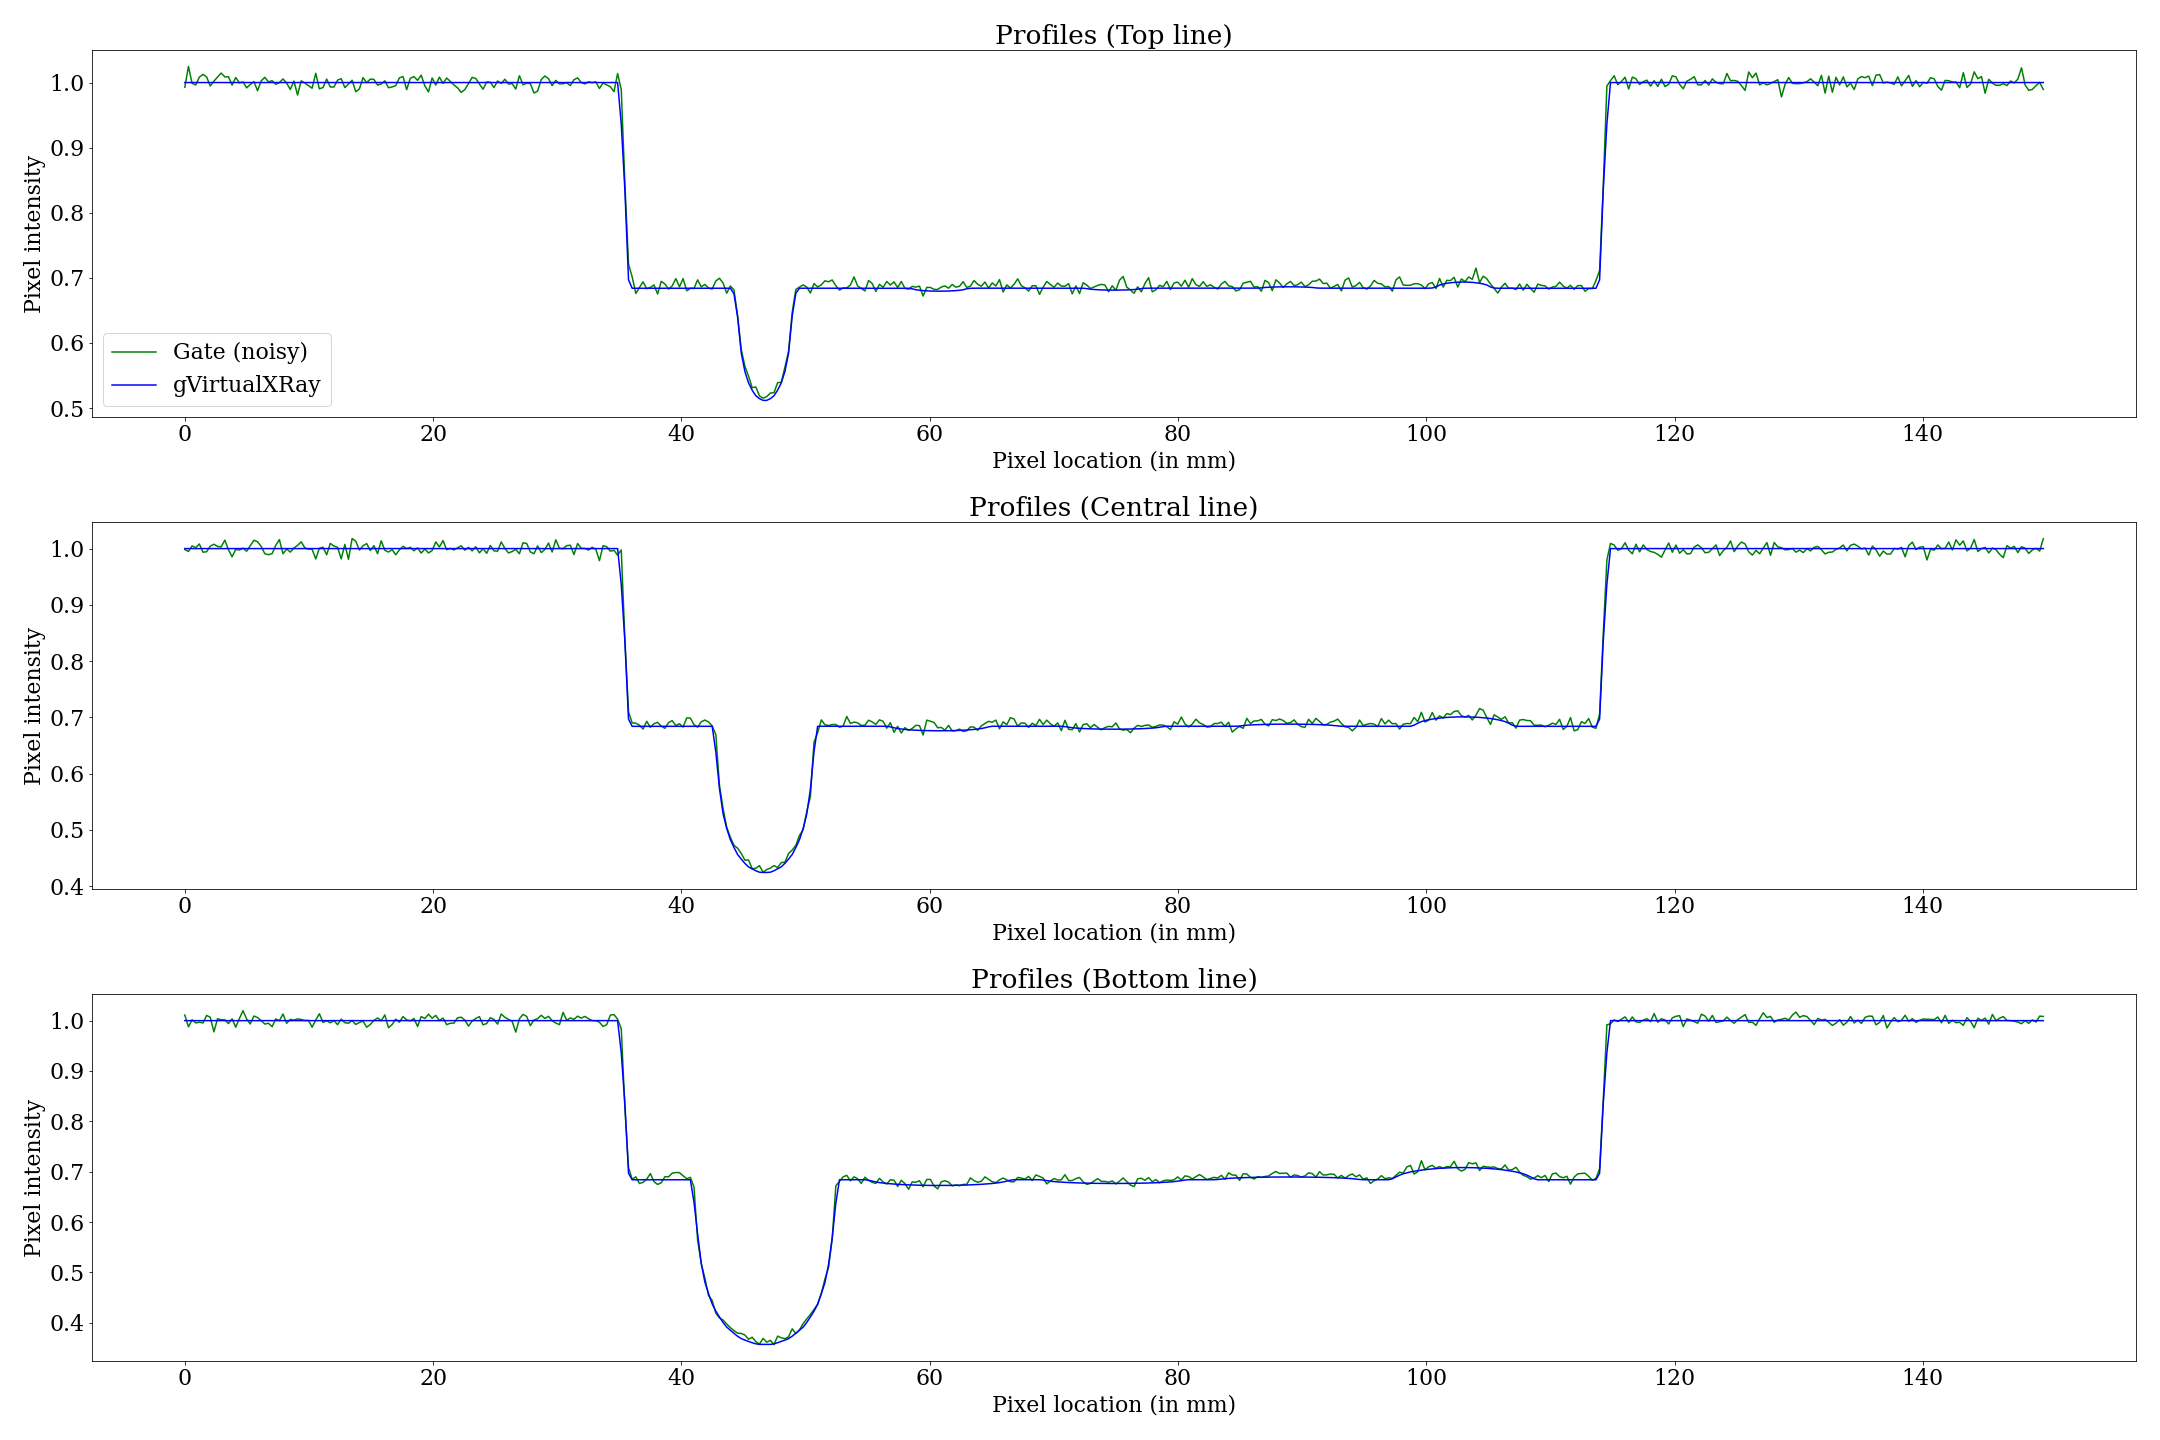 Profiles (Top line)
Pixel intensity
1.0
0.9
0.8
0.7
0.6
0.5
Gate (noisy)
gVirtualXRay
0 20 40 60 80 100 120 140
Pixel location (in mm)
Profiles (Central line)
Pixel intensity
1.0
0.9
0.8
0.7
0.6
0.5
0.4
0 20 40 60 80 100 120 140
Pixel location (in mm)
Profiles (Bottom line)
Pixel intensity
1.0
0.9
0.8
0.7
0.6
0.5
0.4
0 20 40 60 80 100 120 140
Pixel location (in mm)